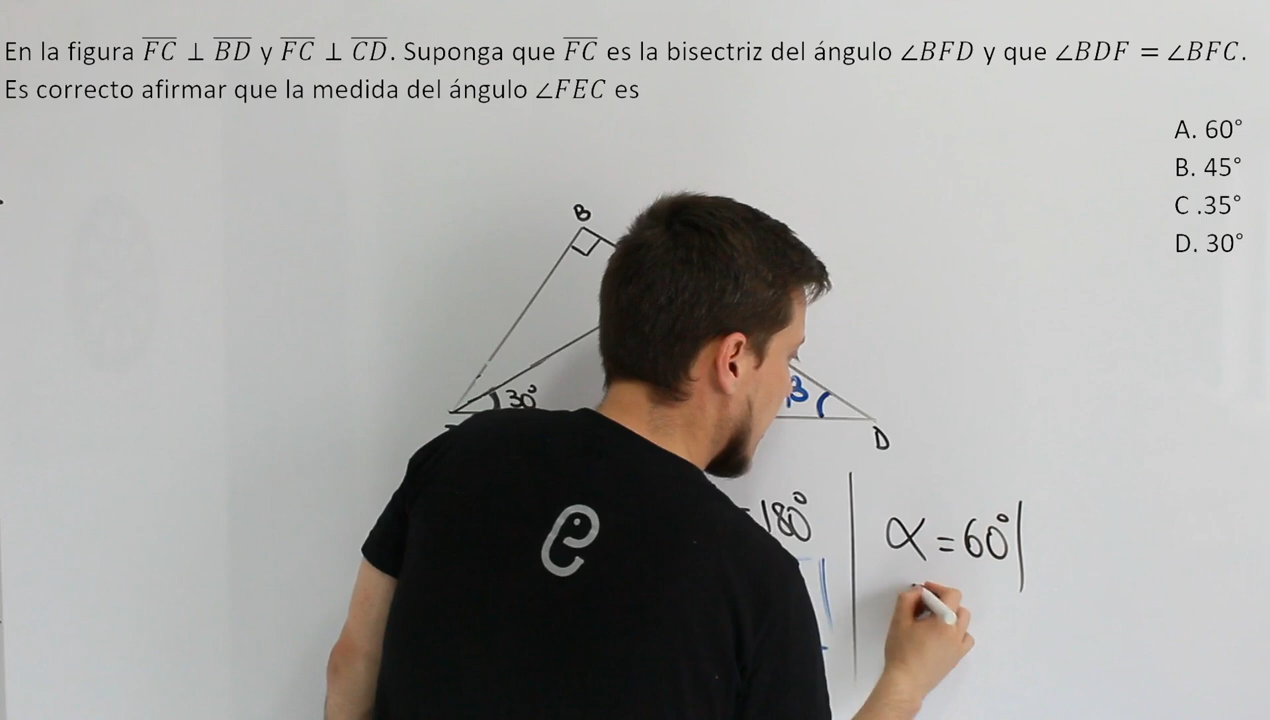 En la figura FC ⊥ BD y FC ⊥ CD. Suponga que FC es la bisectriz del ángulo ∠BFD y que ∠BDF = ∠BFC.
Es correcto afirmar que la medida del ángulo ∠FEC es
A. 60°
B. 45°
C .35°
D. 30°
B
30°
D
180°
α = 60°
e